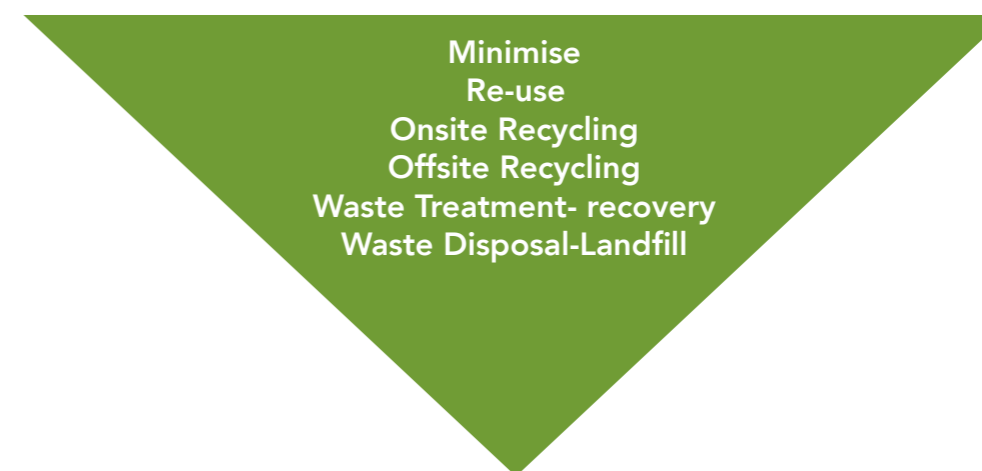 Minimise
Re-use
Onsite Recycling
Offsite Recycling
Waste Treatment- recovery
Waste Disposal-Landfill